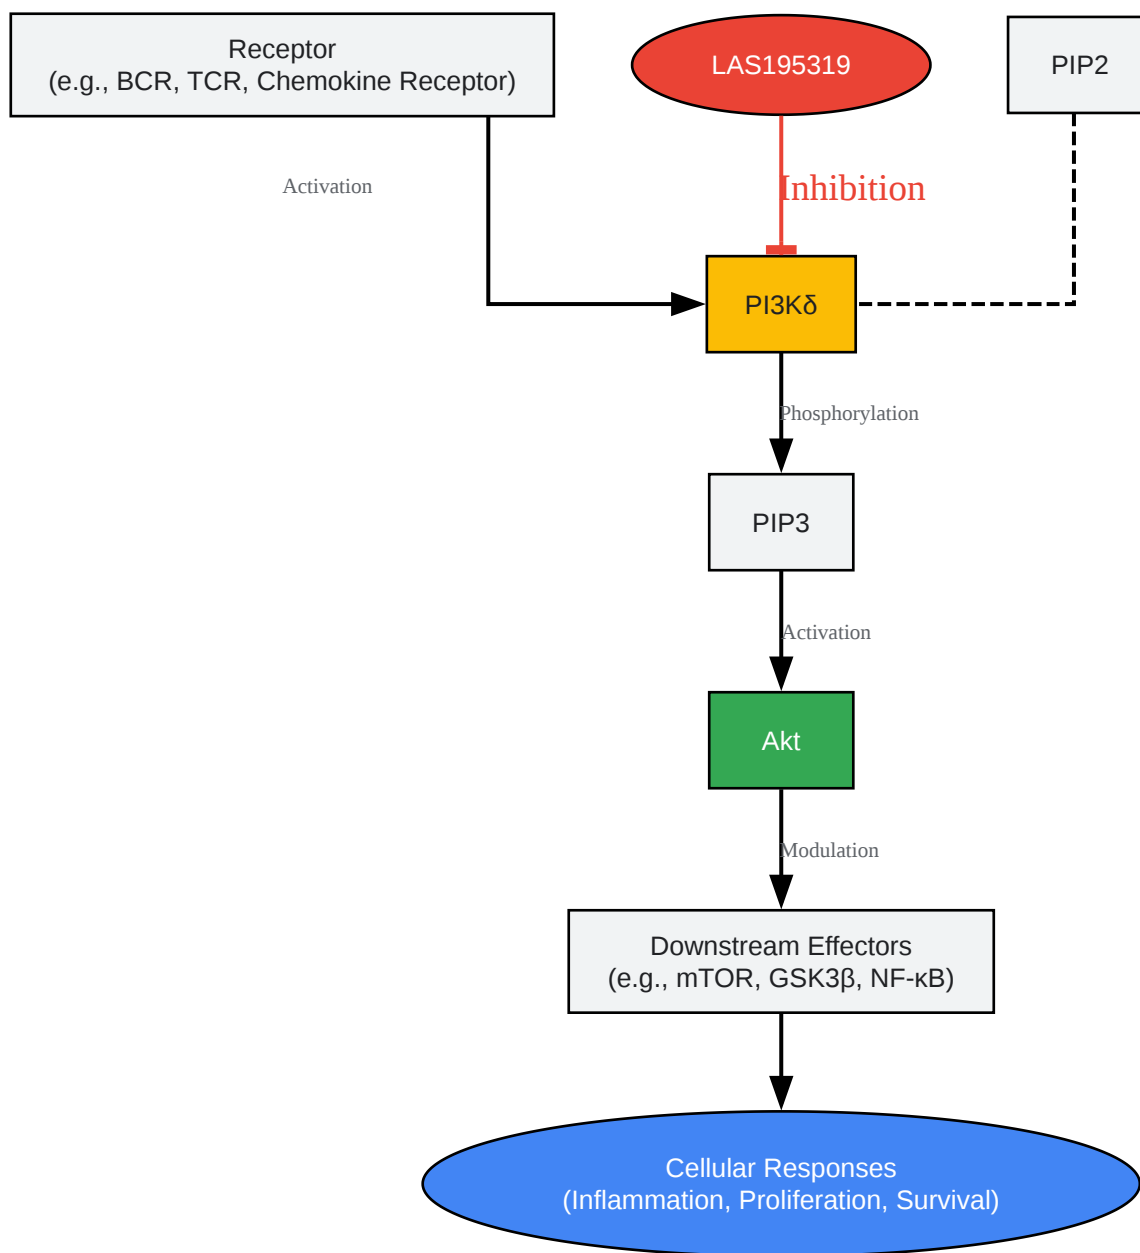 Receptor
(e.g., BCR, TCR, Chemokine Receptor)
LAS195319
PIP2
Activation
Inhibition
PI3Kδ
Phosphorylation
PIP3
Activation
Akt
Modulation
Downstream Effectors
(e.g., mTOR, GSK3β, NF-κB)
Cellular Responses
(Inflammation, Proliferation, Survival)